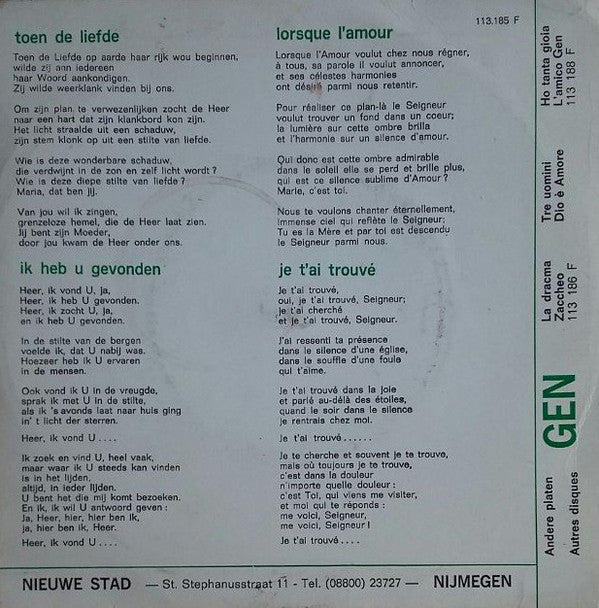 113.185 F
toen de liefde
Toen de Liefde op aarde haar rijk wou beginnen,
wilde zij aan iedereen
haar Woord aankondigen.
Zij wilde weerklank vinden bij ons.
Om zijn plan te verwezenlijken zocht de Heer
naar een hart dat zijn klankbord kon zijn.
Het licht straalde uit een schaduw,
zijn stem klonk op uit een stilte van liefde.
Wie is deze wonderbare schaduw,
die verdwijnt in de zon en zelf licht wordt?
Wie is deze diepe stilte van liefde?
Maria, dat ben jij.
Van jou wil ik zingen,
grenzeloze hemel, die de Heer laat zien.
Jij bent zijn Moeder,
door jou kwam de Heer onder ons.
ik heb u gevonden
Heer, ik vond U, ja,
Heer, ik heb U gevonden.
Heer, ik zocht U, ja,
en ik heb U gevonden.
In de stilte van de bergen
voelde ik, dat U nabij was.
Hoezeer heb ik U ervaren
in de mensen.
Ook vond ik U in de vreugde,
sprak ik met U in de stilte,
als ik 's avonds laat naar huis ging
in' t licht der sterren.
Heer, ik vond U . . . .
Ik zoek en vind U, heel vaak,
maar waar ik U steeds kan vinden
is in het lijden,
altijd, in ieder lijden.
U bent het die mij komt bezoeken.
En ik, ik wil U antwoord geven :
Ja, Heer, hier, hier ben ik,
ja, hier ben ik, Heer.
Heer, ik vond U . . . .
lorsque l'amour
Lorsque l'Amour voulut chez nous régner,
à tous, sa parole il voulut annoncer,
et ses célestes harmonies
ont désiré parmi nous retentir.
Pour réaliser ce plan-là le Seigneur
voulut trouver un fond dans un coeur;
la lumière sur cette ombre brilla
et l'harmonie sur un silence d'amour.
Qui donc est cette ombre admirable
dans le soleil elle se perd et brille plus,
qui est ce silence sublime d'Amour ?
Marie, c'est toi.
Nous te voulons chanter éternellement,
immense ciel qui reflète le Seigneur;
Tu es la Mère et par toi est descendu
le Seigneur parmi nous.
je t'ai trouvé
Je t'ai trouvé,
oui, je t'ai trouvé, Seigneur;
je t'ai cherché
et je t'ai trouvé, Seigneur.
J'ai ressenti ta présence
dans le silence d'une église,
dans le souffle d'une foule
qui t'aime.
Je t'ai trouvé dans la joie
et parlé au-délà des étoiles,
quand le soir dans le silence
je rentrais chez moi.
Je t'ai trouvé . . . . . .
Je te cherche et souvent je te trouve,
mais où toujours je te trouve,
c'est dans la douleur
n'importe quelle douleur :
c'est Toi, qui viens me visiter,
et moi qui te réponds :
me voici, Seigneur,
me voici, Seigneur !
Je t'ai trouvé . . . .
Andere platen
Autres disques
GEN
La dracma
Zaccheo
113 186 F
Tre uomini
Dio è Amore
Ho tanta gioia
L'amico Gen
113 188 F
NIEUWE STAD — St. Stephanusstraat 11 - Tel. (08800) 23727 — NIJMEGEN